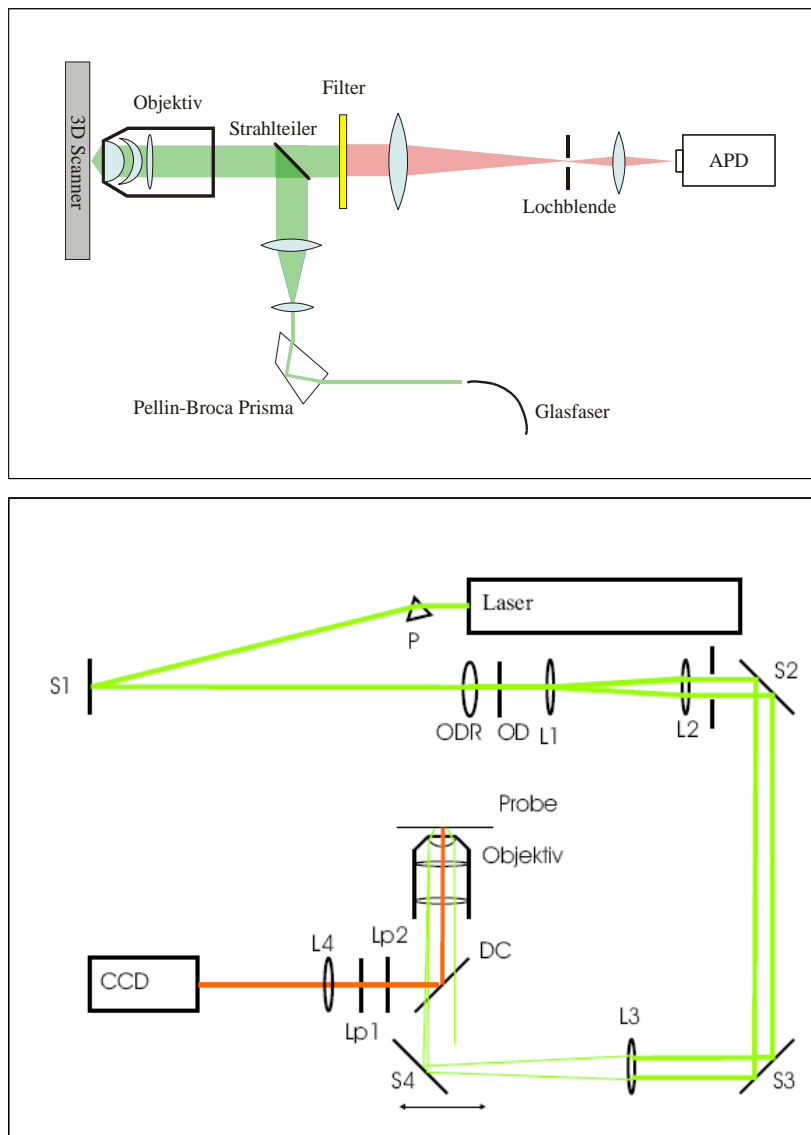 3D Scanner
Objektiv
Strahlteiler
Filter
Lochblende
APD
Pellin-Broca Prisma
Glasfaser
Laser
P
S1
S2
ODR
OD
L1
L2
Probe
Objektiv
Lp2
DC
L4
CCD
Lp1
L3
S4
S3